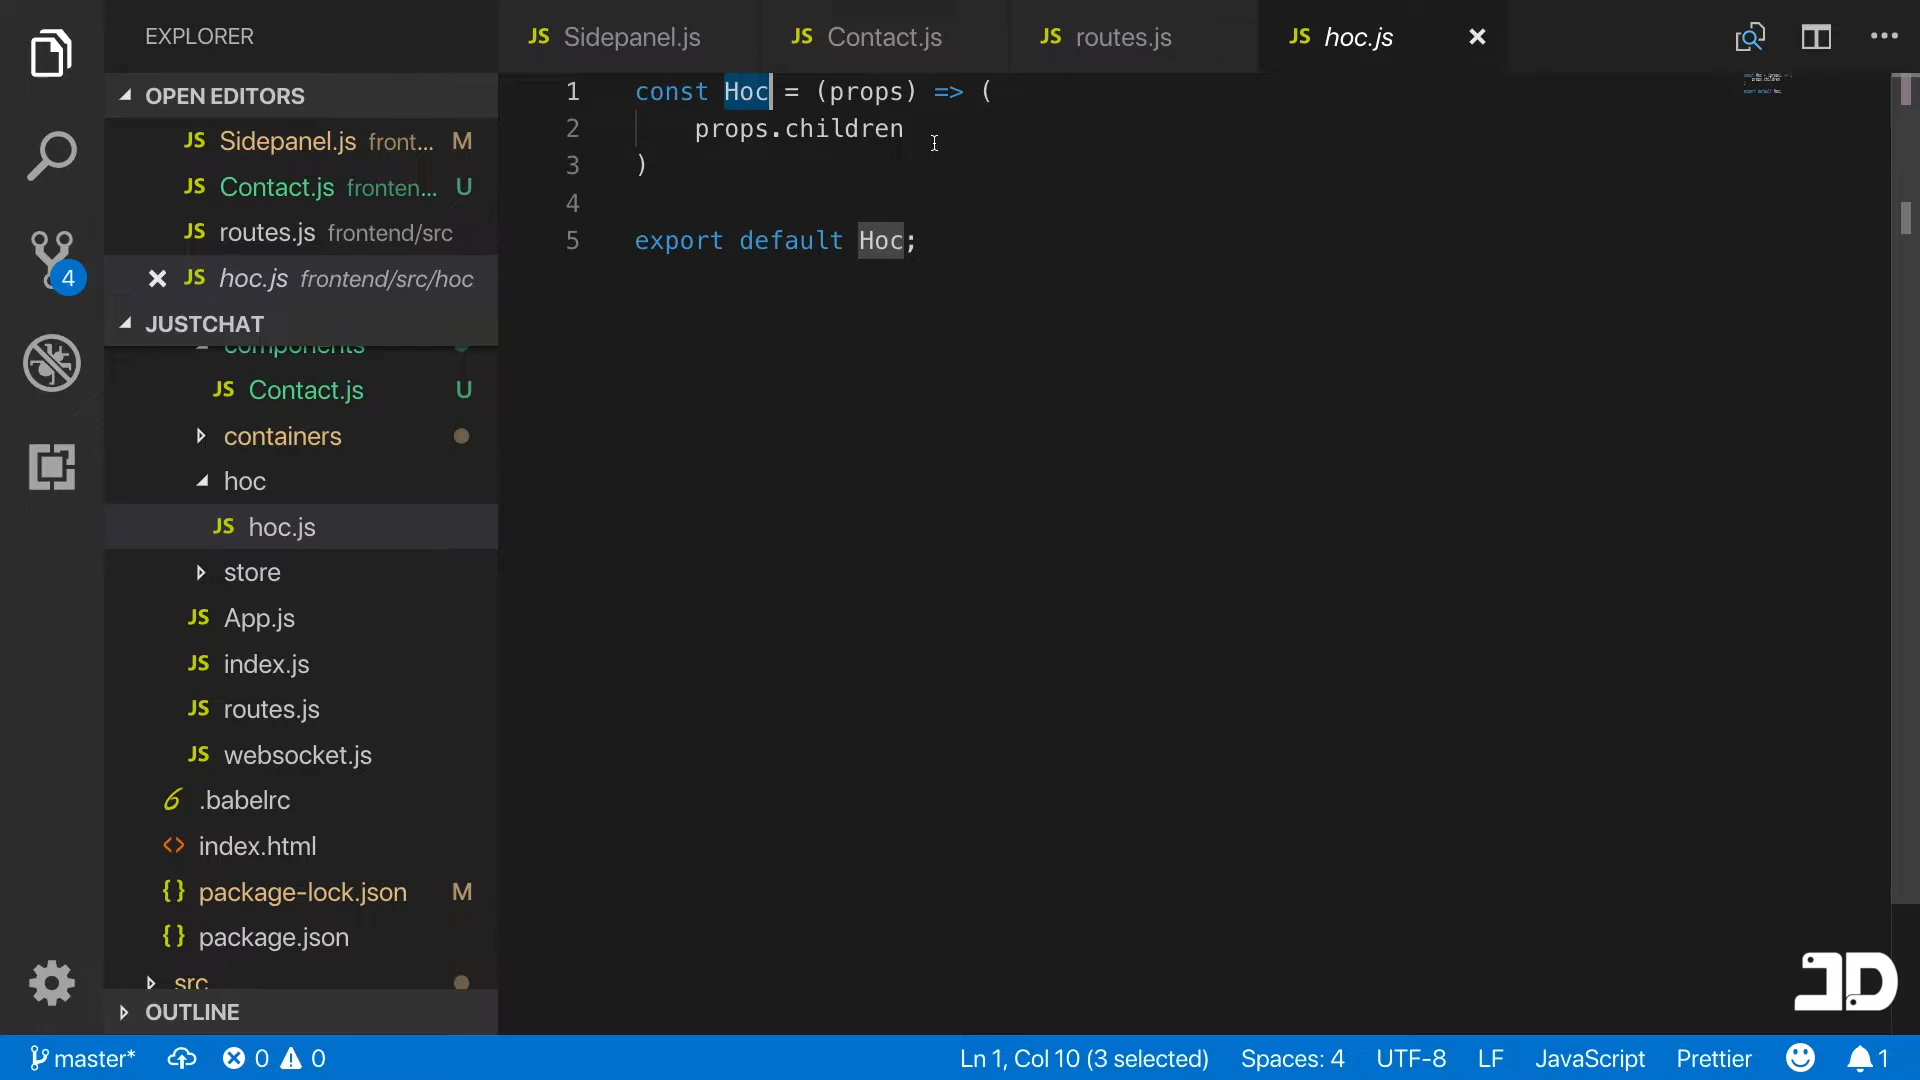 EXPLORER
JS Sidepanel.js
JS Contact.js
JS routes.js
JS hoc.js
OPEN EDITORS
JS Sidepanel.js front... M
JS Contact.js fronten... U
JS routes.js frontend/src
JS hoc.js frontend/src/hoc
JUSTCHAT
components
JS Contact.js U
containers
hoc
JS hoc.js
store
JS App.js
JS index.js
JS routes.js
JS websocket.js
.babelrc
<> index.html
{} package-lock.json M
{} package.json
src
OUTLINE
4
1 const Hoc = (props) => (
2 props.children
3 )
4
5 export default Hoc;
JD
master* 0 0 Ln 1, Col 10 (3 selected) Spaces: 4 UTF-8 LF JavaScript Prettier 1